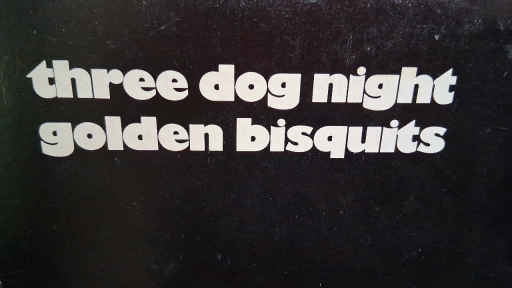 three dog night
golden bisquits